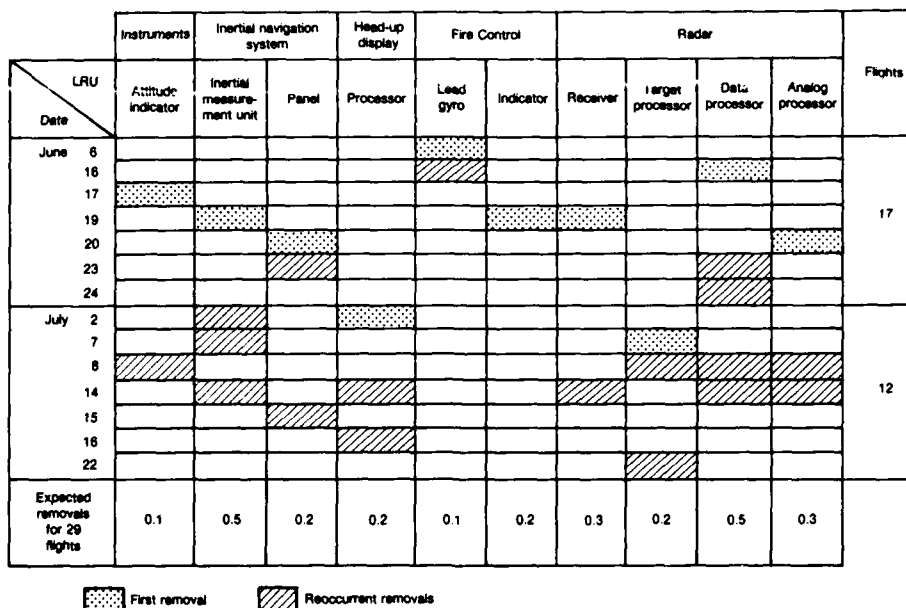 Instruments
Inertial navigation
system
Head-up
display
Fire Control
Radar
Flights
LRU
Date
Attitude
indicator
Inertial
measure-
ment unit
Panel
Processor
Lead
gyro
Indicator
Receiver
Target
processor
Data
processor
Analog
processor
June 6
16
17
19
20
23
24
17
July 2
7
8
14
15
16
22
12
Expected
removals
for 29
flights
0.1 0.5 0.2 0.2 0.1 0.2 0.3 0.2 0.5 0.3
First removal Reoccurrent removals